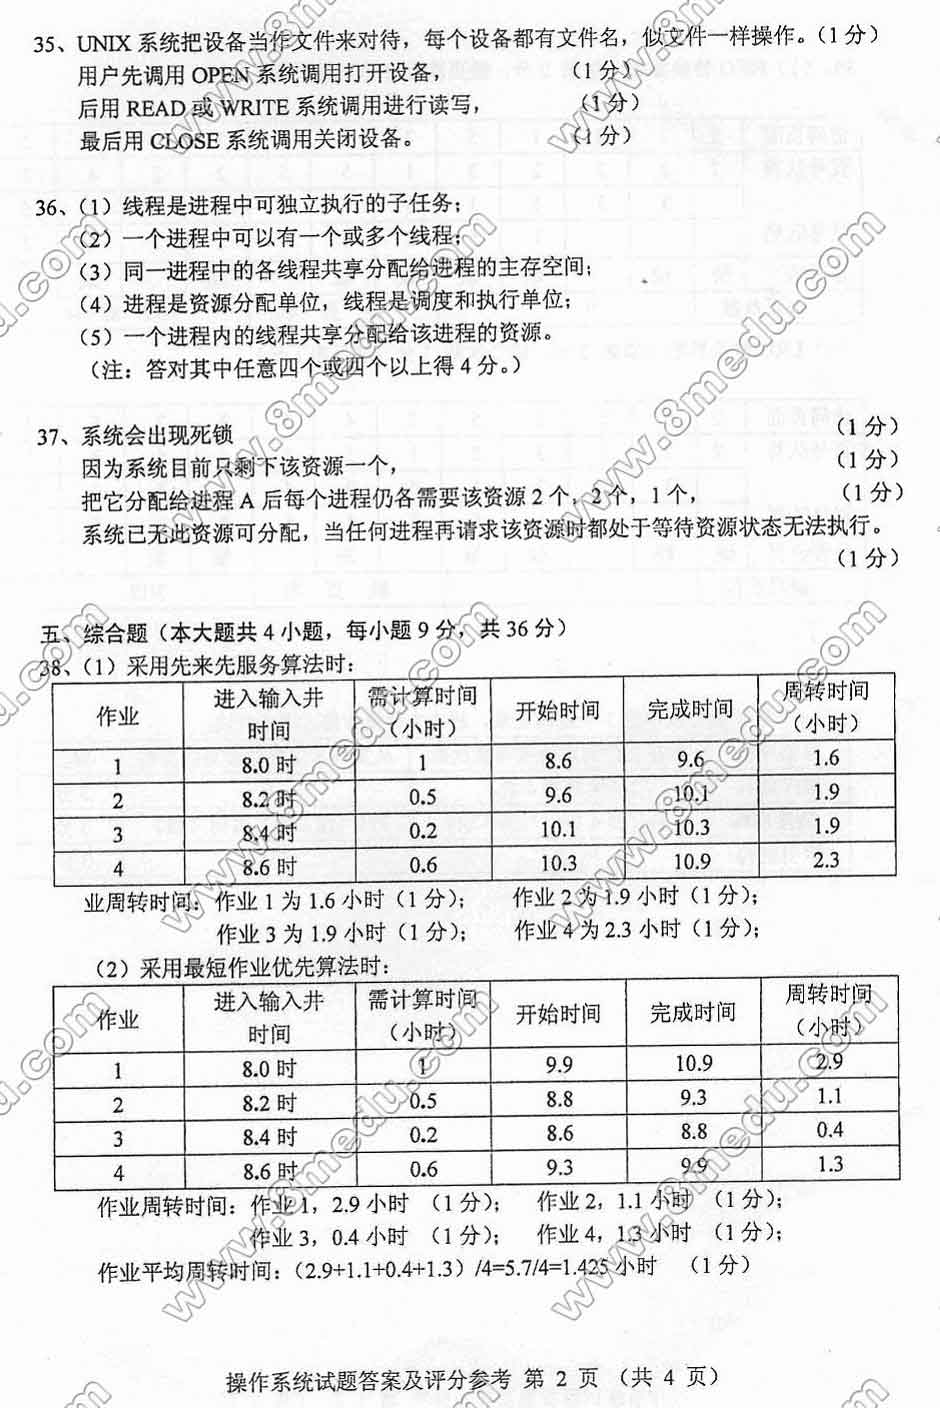 35、UNIX 系统把设备当作文件来对待，每个设备都有文件名，似文件一样操作。（1 分）
用户先调用 OPEN 系统调用打开设备， （1 分）
后用 READ 或 WRITE 系统调用进行读写， （1 分）
最后用 CLOSE 系统调用关闭设备。 （1 分）
36、（1）线程是进程中可独立执行的子任务；
（2）一个进程中可以有一个或多个线程；
（3）同一进程中的各线程共享分配给进程的主存空间；
（4）进程是资源分配单位，线程是调度和执行单位；
（5）一个进程内的线程共享分配给该进程的资源。
（注：答对其中任意四个或四个以上得 4 分。）
37、系统会出现死锁 （1 分）
因为系统目前只剩下该资源一个， （1 分）
把它分配给进程 A 后每个进程仍各需要该资源 2 个，2 个，1 个， （1 分）
系统已无此资源可分配，当任何进程再请求该资源时都处于等待资源状态无法执行。
（1 分）
五、综合题（本大题共 4 小题，每小题 9 分，共 36 分）
38、（1）采用先来先服务算法时：
作业 进入输入井时间 需计算时间（小时） 开始时间 完成时间 周转时间（小时）
1 8.0 时 1 8.6 9.6 1.6
2 8.2 时 0.5 9.6 10.1 1.9
3 8.4 时 0.2 10.1 10.3 1.9
4 8.6 时 0.6 10.3 10.9 2.3
业周转时间：作业 1 为 1.6 小时（1 分）； 作业 2 为 1.9 小时（1 分）；
作业 3 为 1.9 小时（1 分）； 作业 4 为 2.3 小时（1 分）；
（2）采用最短作业优先算法时：
作业 进入输入井时间 需计算时间（小时） 开始时间 完成时间 周转时间（小时）
1 8.0 时 1 9.9 10.9 2.9
2 8.2 时 0.5 8.8 9.3 1.1
3 8.4 时 0.2 8.6 8.8 0.4
4 8.6 时 0.6 9.3 9.9 1.3
作业周转时间：作业 1，2.9 小时 （1 分）； 作业 2，1.1 小时 （1 分）；
作业 3，0.4 小时 （1 分）； 作业 4，1.3 小时 （1 分）；
作业平均周转时间：（2.9+1.1+0.4+1.3）/4=5.7/4=1.425 小时 （1 分）
操作系统试题答案及评分参考 第 2 页 （共 4 页）
www.8medu.com